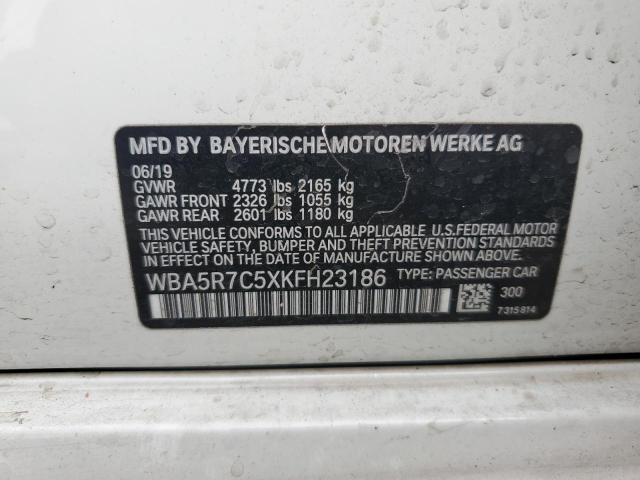 MFD BY BAYERISCHE MOTOREN WERKE AG
06/19
GVWR 4773 lbs 2165 kg
GAWR FRONT 2326 lbs 1055 kg
GAWR REAR 2601 lbs 1180 kg
THIS VEHICLE CONFORMS TO ALL APPLICABLE U.S.FEDERAL MOTOR
VEHICLE SAFETY, BUMPER AND THEFT PREVENTION STANDARDS
IN EFFECT ON THE DATE OF MANUFACTURE SHOWN ABOVE.
WBA5R7C5XKFH23186 TYPE: PASSENGER CAR
300
7315814